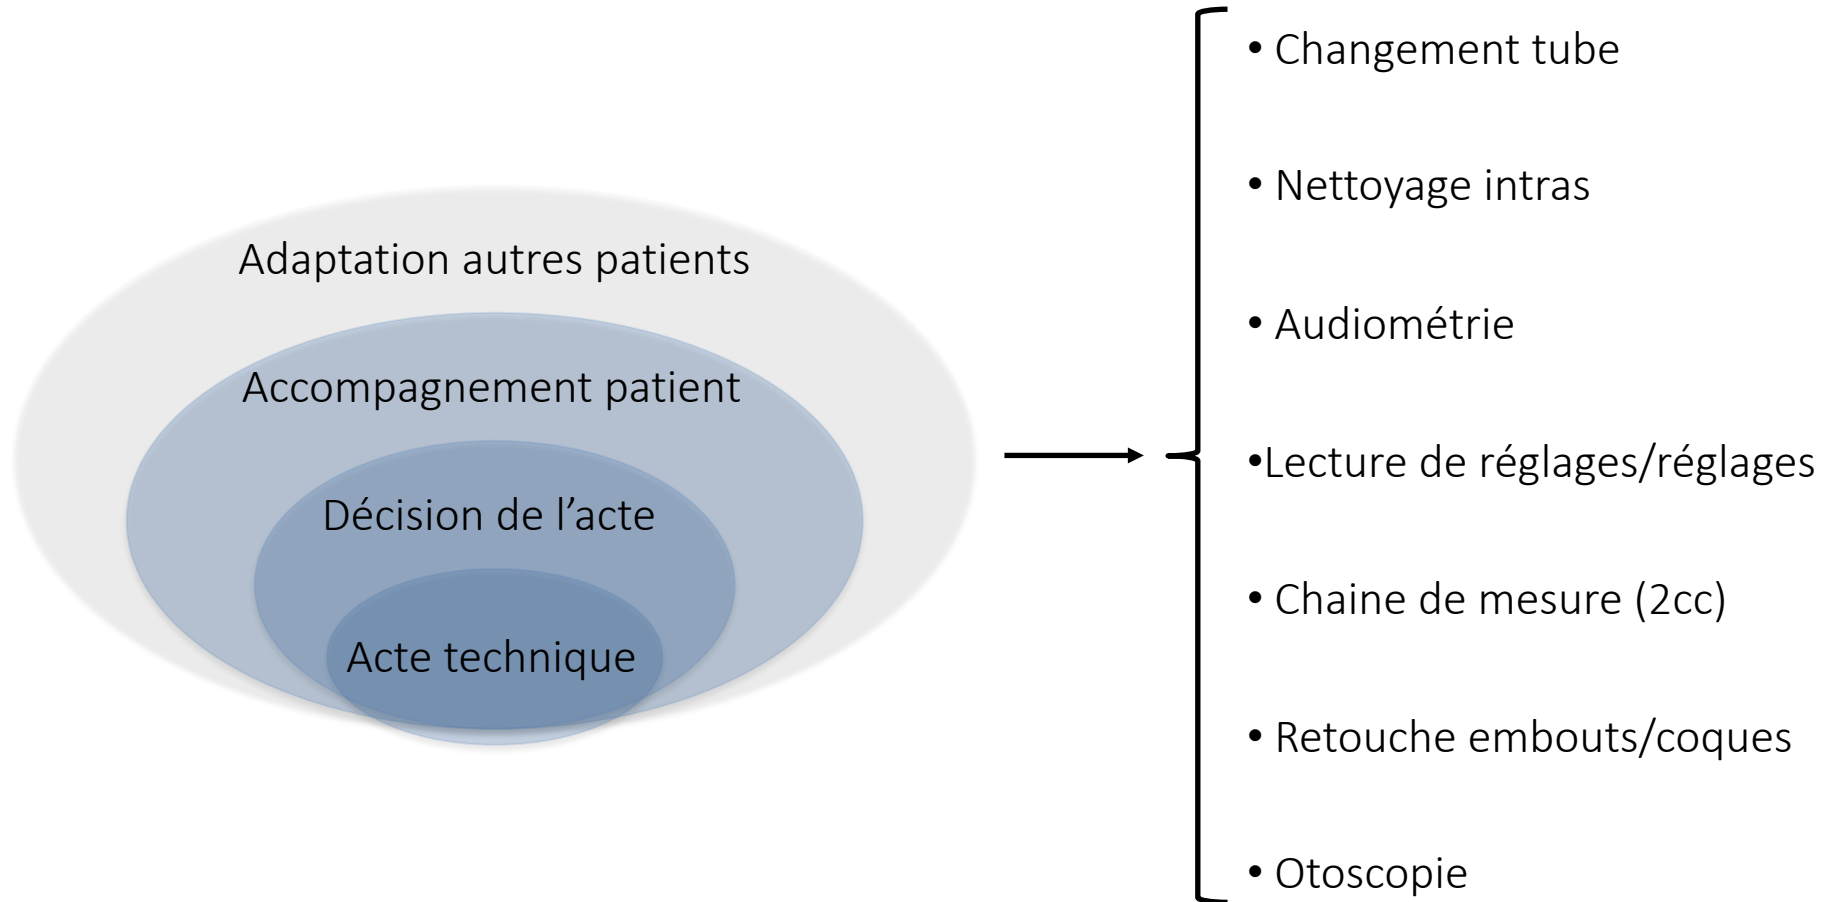 Adaptation autres patients
Accompagnement patient
Décision de l’acte
Acte technique
• Changement tube
• Nettoyage intras
• Audiométrie
•Lecture de réglages/réglages
• Chaine de mesure (2cc)
• Retouche embouts/coques
• Otoscopie